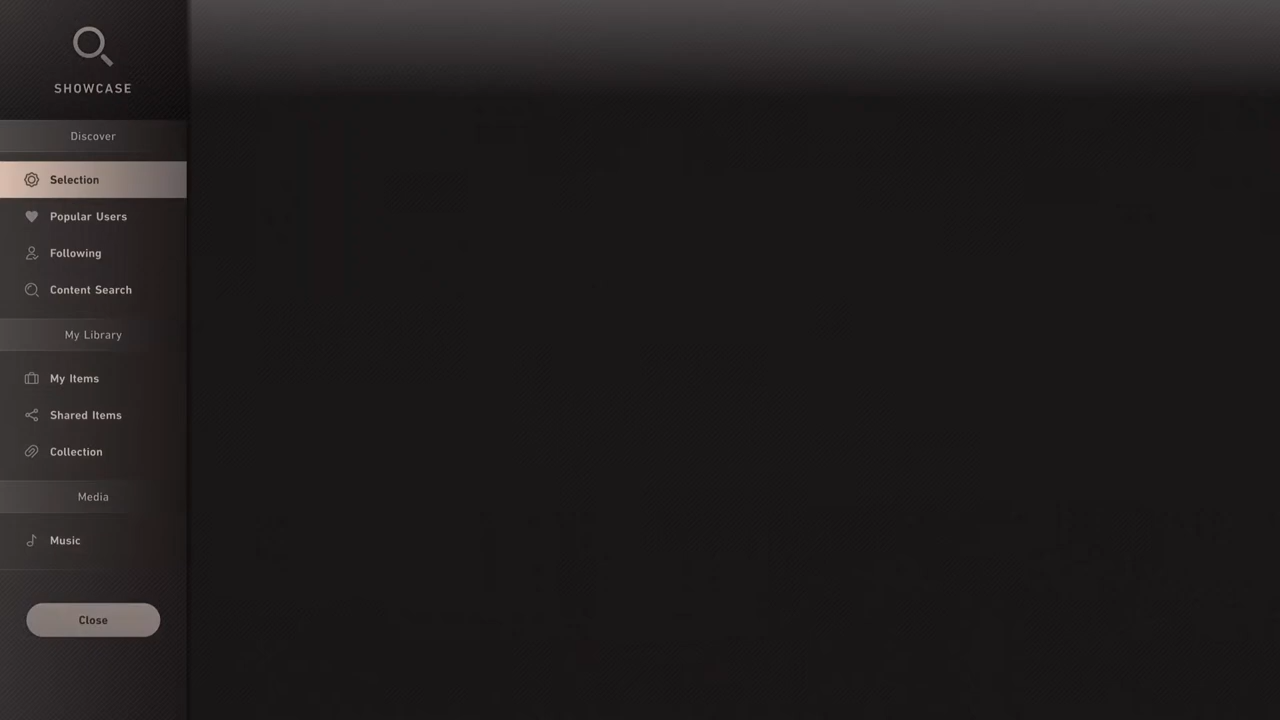 SHOWCASE
Discover
Selection
Popular Users
Following
Content Search
My Library
My Items
Shared Items
Collection
Media
Music
Close